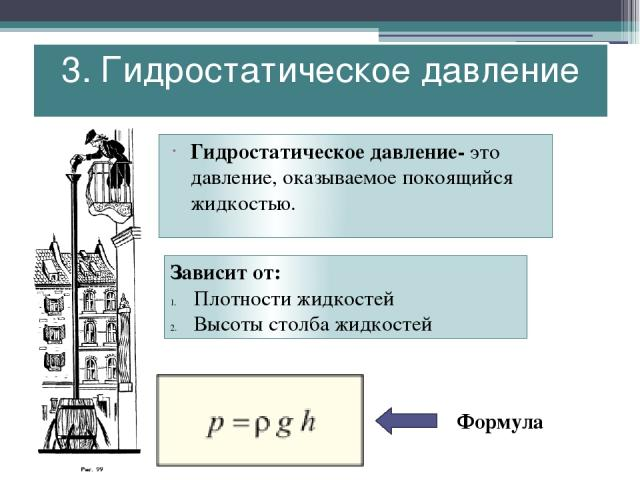 3. Гидростатическое давление
Гидростатическое давление- это
давление, оказываемое покоящийся
жидкостью.
Зависит от:
1. Плотности жидкостей
2. Высоты столба жидкостей
p = ρ g h
Формула
Рис. 99